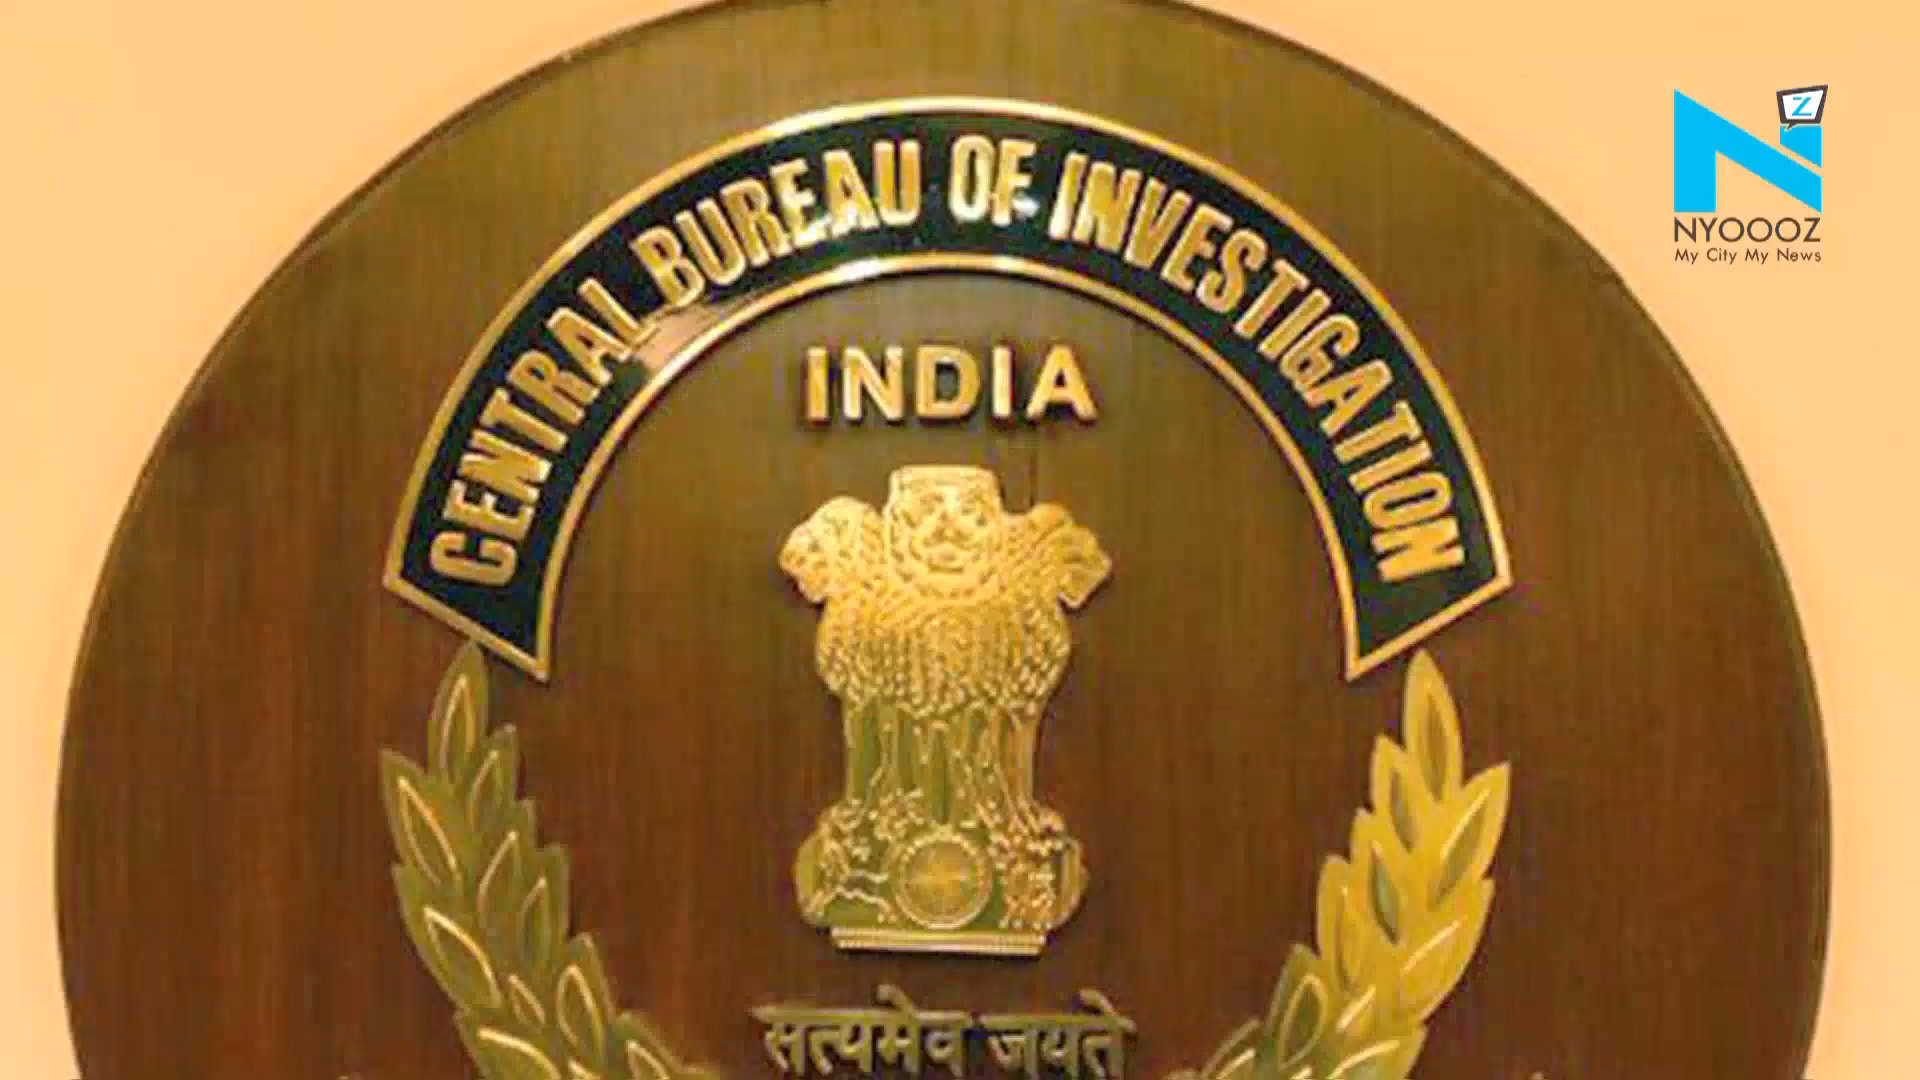 CENTRAL BUREAU OF INVESTIGATION
INDIA
सत्यमेव जयते
Z
NYOOOZ
My City My News